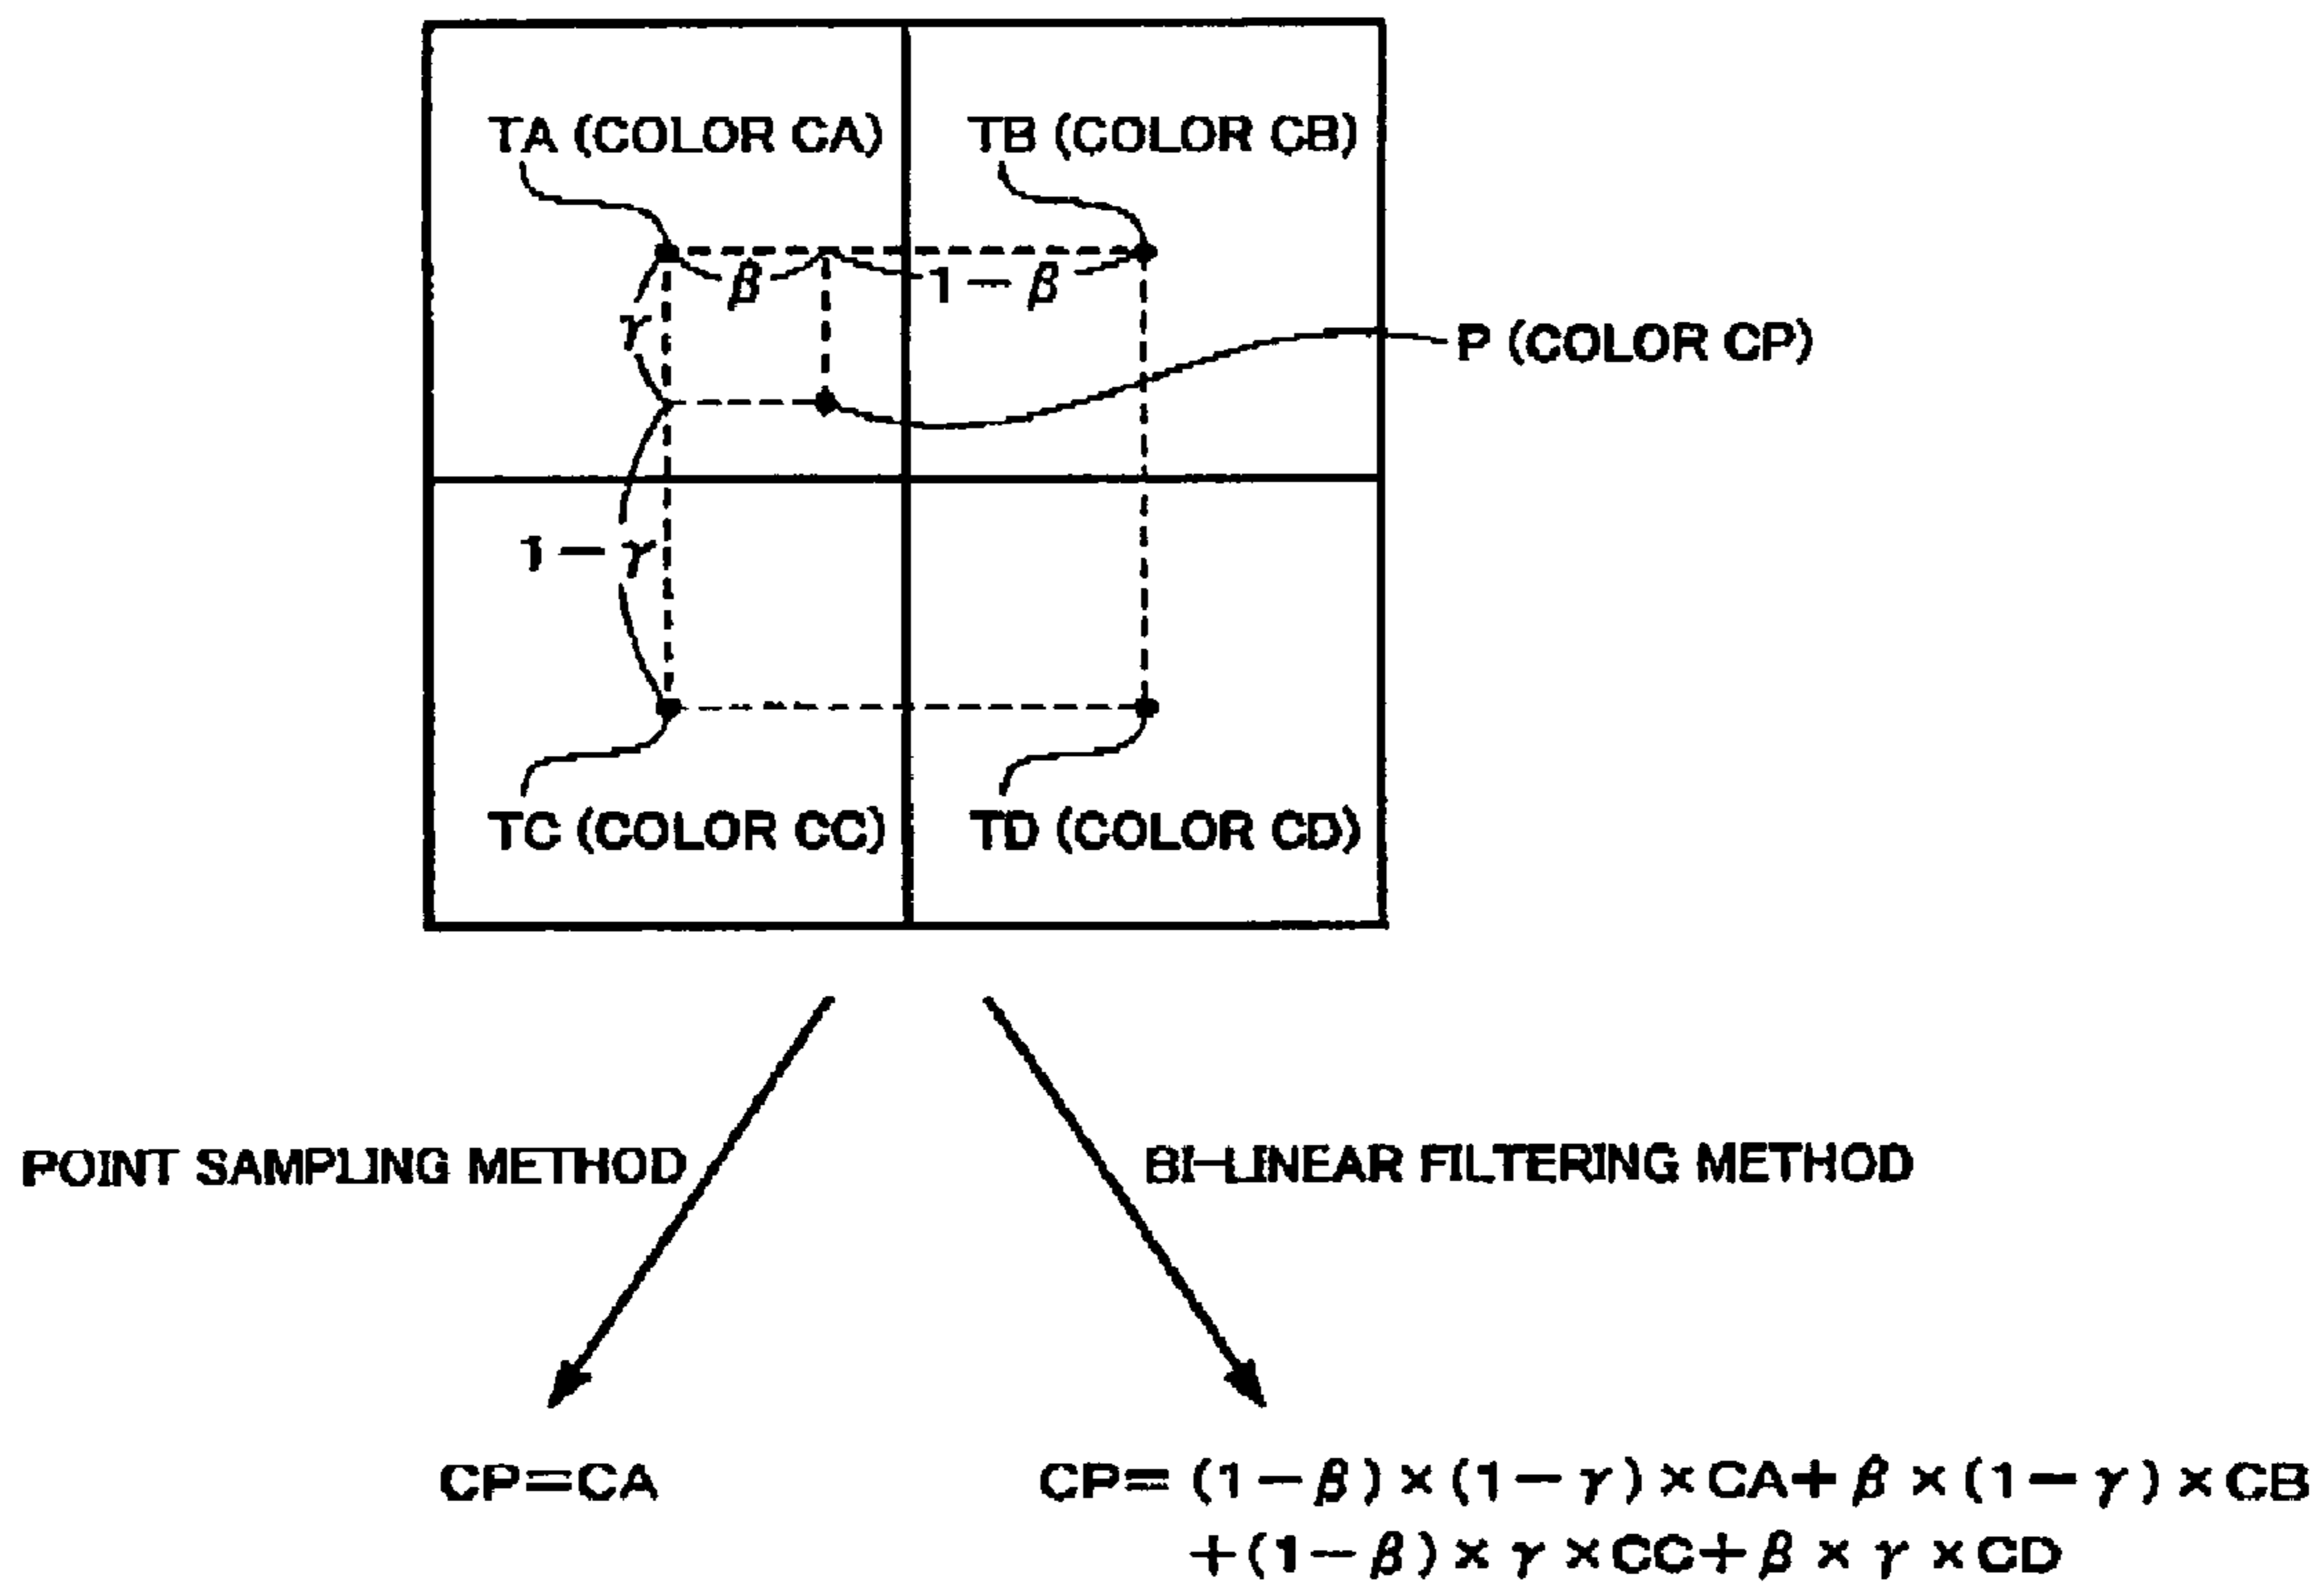 TA (COLOR CA) TB (COLOR CB)
β 1－β
γ
P (COLOR CP)
1－γ
TC (COLOR CC) TD (COLOR CD)
POINT SAMPLING METHOD BI-LINEAR FILTERING METHOD
CP=CA
CP= (1－β)×(1－γ)×CA+β×(1－γ)×CB
+(1－β)×γ×CC+β×γ×CD